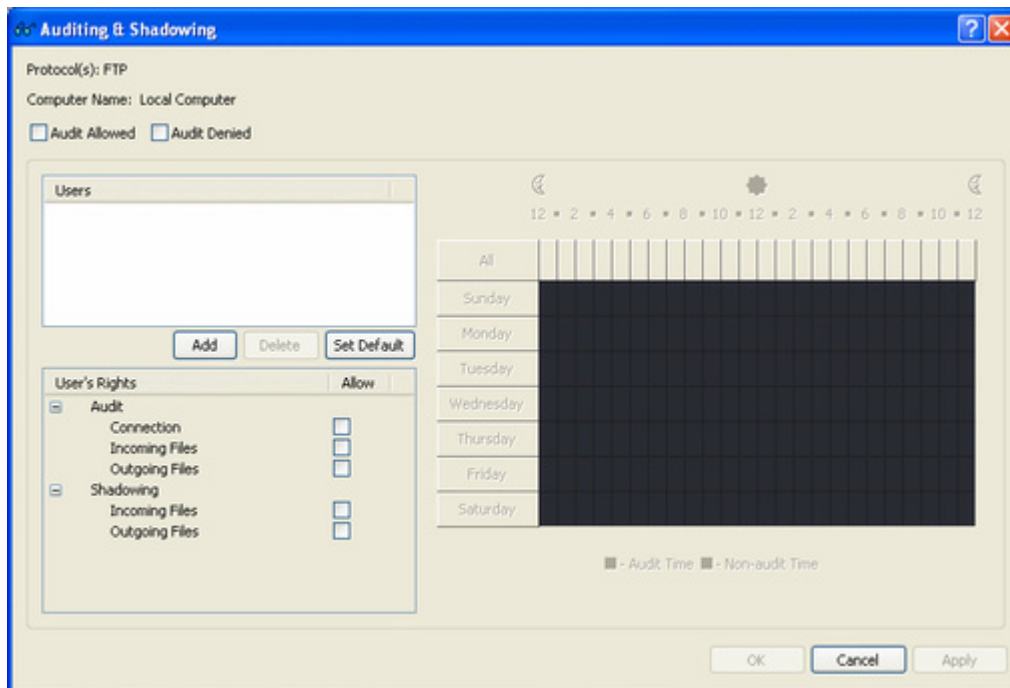 Auditing & Shadowing
Protocol(s): FTP
Computer Name: Local Computer
Audit Allowed Audit Denied
Users
Add Delete Set Default
User's Rights Allow
Audit
Connection
Incoming Files
Outgoing Files
Shadowing
Incoming Files
Outgoing Files
12 • 2 • 4 • 6 • 8 • 10 • 12 • 2 • 4 • 6 • 8 • 10 • 12
All
Sunday
Monday
Tuesday
Wednesday
Thursday
Friday
Saturday
- Audit Time - Non-audit Time
OK Cancel Apply